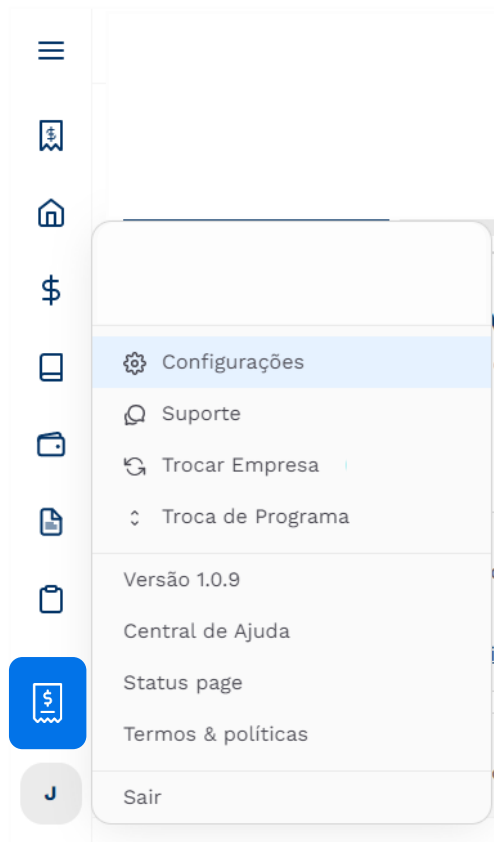 Configurações
Suporte
Trocar Empresa
Troca de Programa
Versão 1.0.9
Central de Ajuda
Status page
Termos & políticas
J
Sair